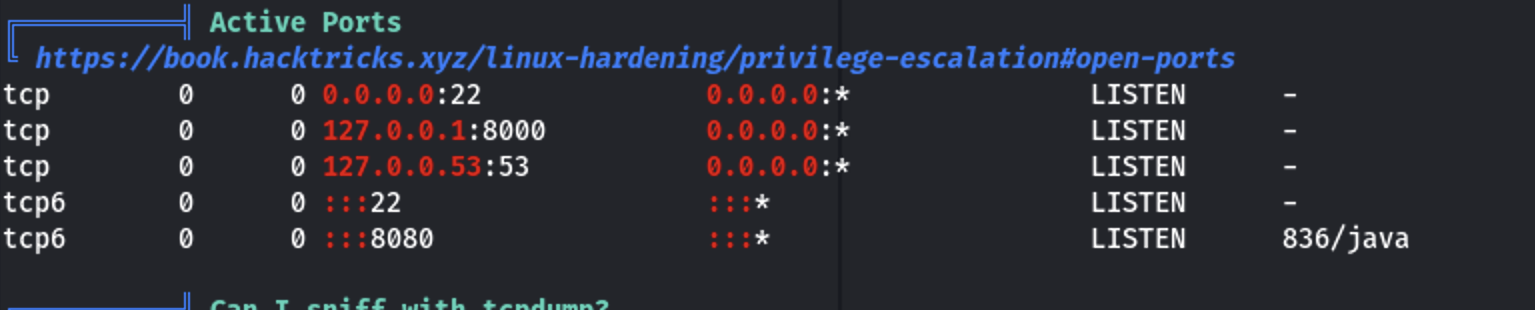 ╔══════════╣ Active Ports
╚ https://book.hacktricks.xyz/linux-hardening/privilege-escalation#open-ports
tcp        0      0 0.0.0.0:22              0.0.0.0:*               LISTEN      -
tcp        0      0 127.0.0.1:8000          0.0.0.0:*               LISTEN      -
tcp        0      0 127.0.0.53:53           0.0.0.0:*               LISTEN      -
tcp6       0      0 :::22                   :::*                    LISTEN      -
tcp6       0      0 :::8080                 :::*                    LISTEN      836/java
Can I sniff with tcpdump?